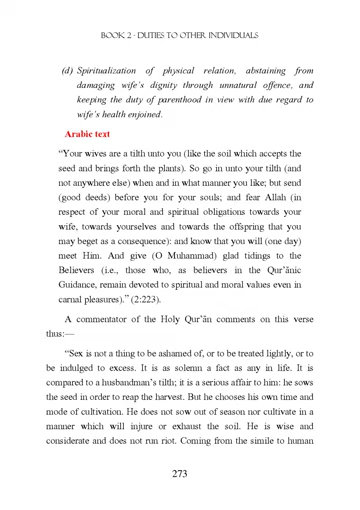 BOOK 2 - DUTIES TO OTHER INDIVIDUALS
(d) Spiritualization of physical relation, abstaining from
damaging wife's dignity through unnatural offence, and
keeping the duty of parenthood in view with due regard to
wife's health enjoined.
Arabic text
“Your wives are a tilth unto you (like the soil which accepts the
seed and brings forth the plants). So go in unto your tilth (and
not anywhere else) when and in what manner you like; but send
(good deeds) before you for your souls; and fear Allah (in
respect of your moral and spiritual obligations towards your
wife, towards yourselves and towards the offspring that you
may beget as a consequence): and know that you will (one day)
meet Him. And give (O Muhammad) glad tidings to the
Believers (i.e., those who, as believers in the Qur’ânic
Guidance, remain devoted to spiritual and moral values even in
carnal pleasures).” (2:223).
A commentator of the Holy Qur’ân comments on this verse
thus:—
“Sex is not a thing to be ashamed of, or to be treated lightly, or to
be indulged to excess. It is as solemn a fact as any in life. It is
compared to a husbandman’s tilth; it is a serious affair to him: he sows
the seed in order to reap the harvest. But he chooses his own time and
mode of cultivation. He does not sow out of season nor cultivate in a
manner which will injure or exhaust the soil. He is wise and
considerate and does not run riot. Coming from the simile to human
273